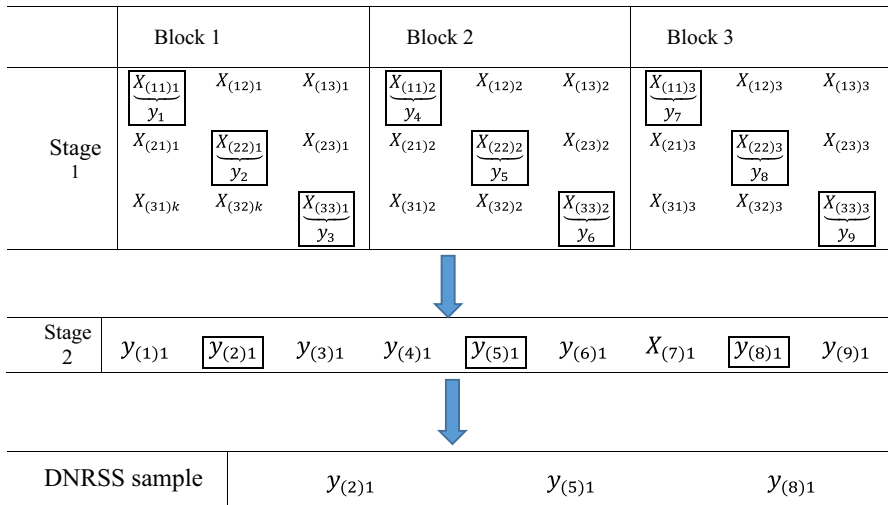 Block 1 Block 2 Block 3
X(11)1 X(12)1 X(13)1 X(11)2 X(12)2 X(13)2 X(11)3 X(12)3 X(13)3
y1 y4 y7
Stage 1
X(21)1 X(22)1 X(23)1 X(21)2 X(22)2 X(23)2 X(21)3 X(22)3 X(23)3
y2 y5 y8
X(31)k X(32)k X(33)1 X(31)2 X(32)2 X(33)2 X(31)3 X(32)3 X(33)3
y3 y6 y9
Stage 2
y(1)1 y(2)1 y(3)1 y(4)1 y(5)1 y(6)1 X(7)1 y(8)1 y(9)1
DNRSS sample y(2)1 y(5)1 y(8)1